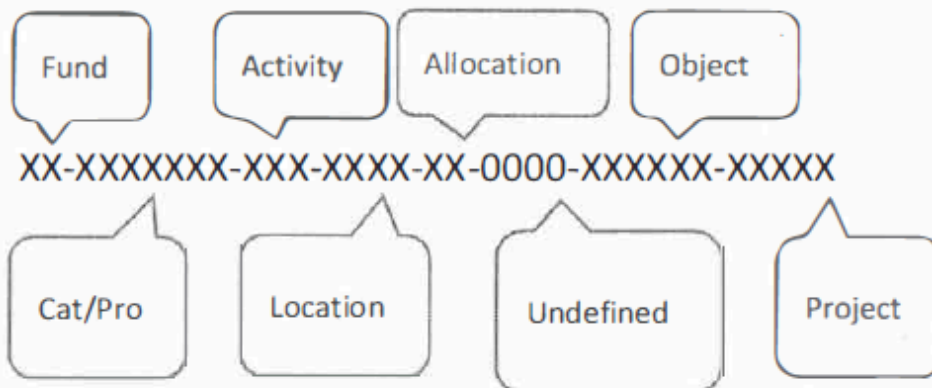 Fund Activity Allocation Object
XX-XXXXXXX-XXX-XXXX-XX-0000-XXXXXX-XXXXX
Cat/Pro Location Undefined Project